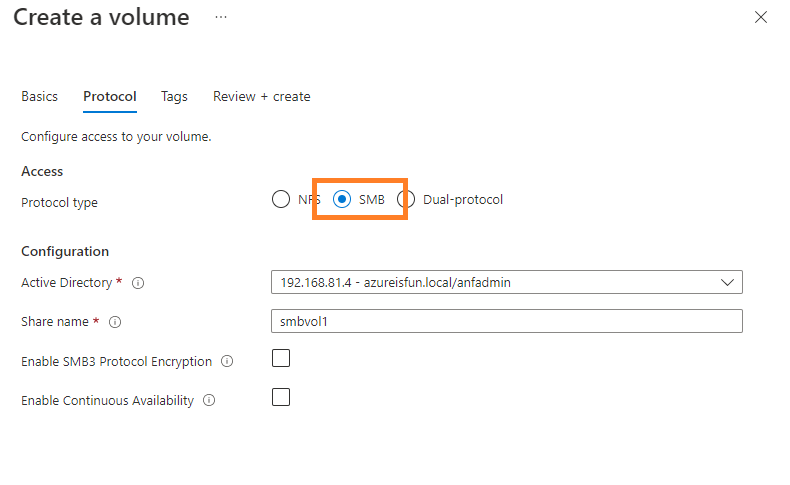 Create a volume ...
Basics Protocol Tags Review + create
Configure access to your volume.
Access
Protocol type NFS SMB Dual-protocol
Configuration
Active Directory * 192.168.81.4 - azureisfun.local/anfadmin
Share name * smbvol1
Enable SMB3 Protocol Encryption
Enable Continuous Availability